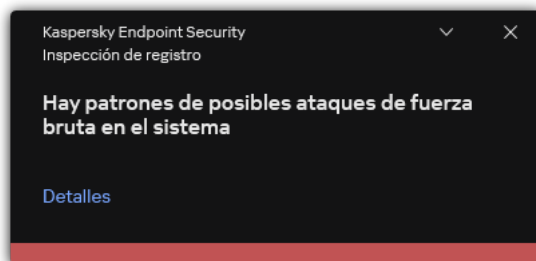 Kaspersky Endpoint Security
Inspección de registro
Hay patrones de posibles ataques de fuerza
bruta en el sistema
Detalles